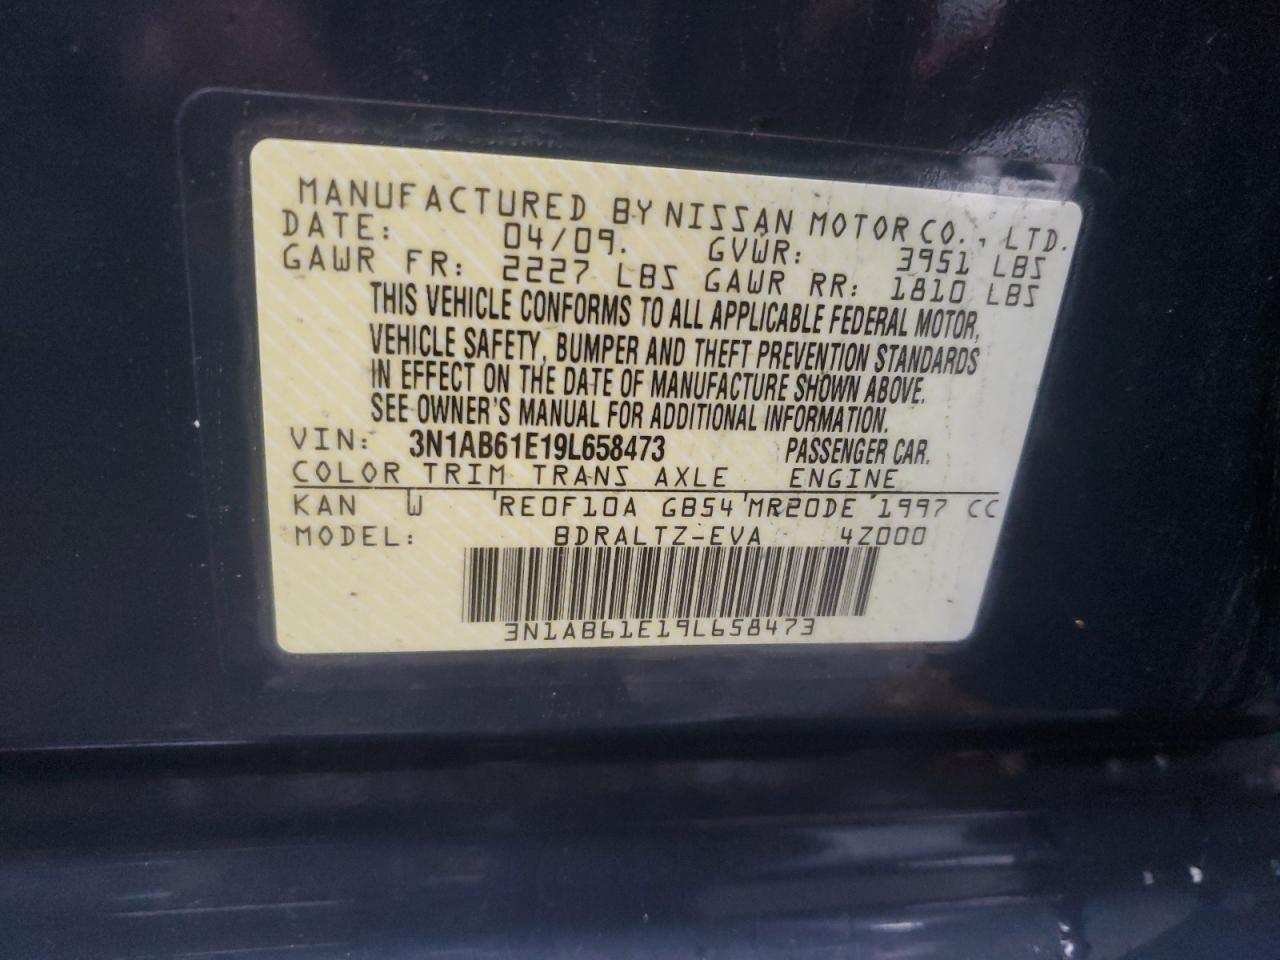 MANUFACTURED BY NISSAN MOTOR CO., LTD.
DATE: 04/09. GVWR: 3951 LBS
GAWR FR: 2227 LBS GAWR RR: 1810 LBS
THIS VEHICLE CONFORMS TO ALL APPLICABLE FEDERAL MOTOR,
VEHICLE SAFETY, BUMPER AND THEFT PREVENTION STANDARDS
IN EFFECT ON THE DATE OF MANUFACTURE SHOWN ABOVE.
SEE OWNER'S MANUAL FOR ADDITIONAL INFORMATION.
VIN: 3N1AB61E19L658473 PASSENGER CAR.
COLOR TRIM TRANS AXLE ENGINE
KAN W RE0F10A GB54 MR20DE 1997 CC
MODEL: BDRALTZ-EVA 4Z000
3N1AB61E19L658473